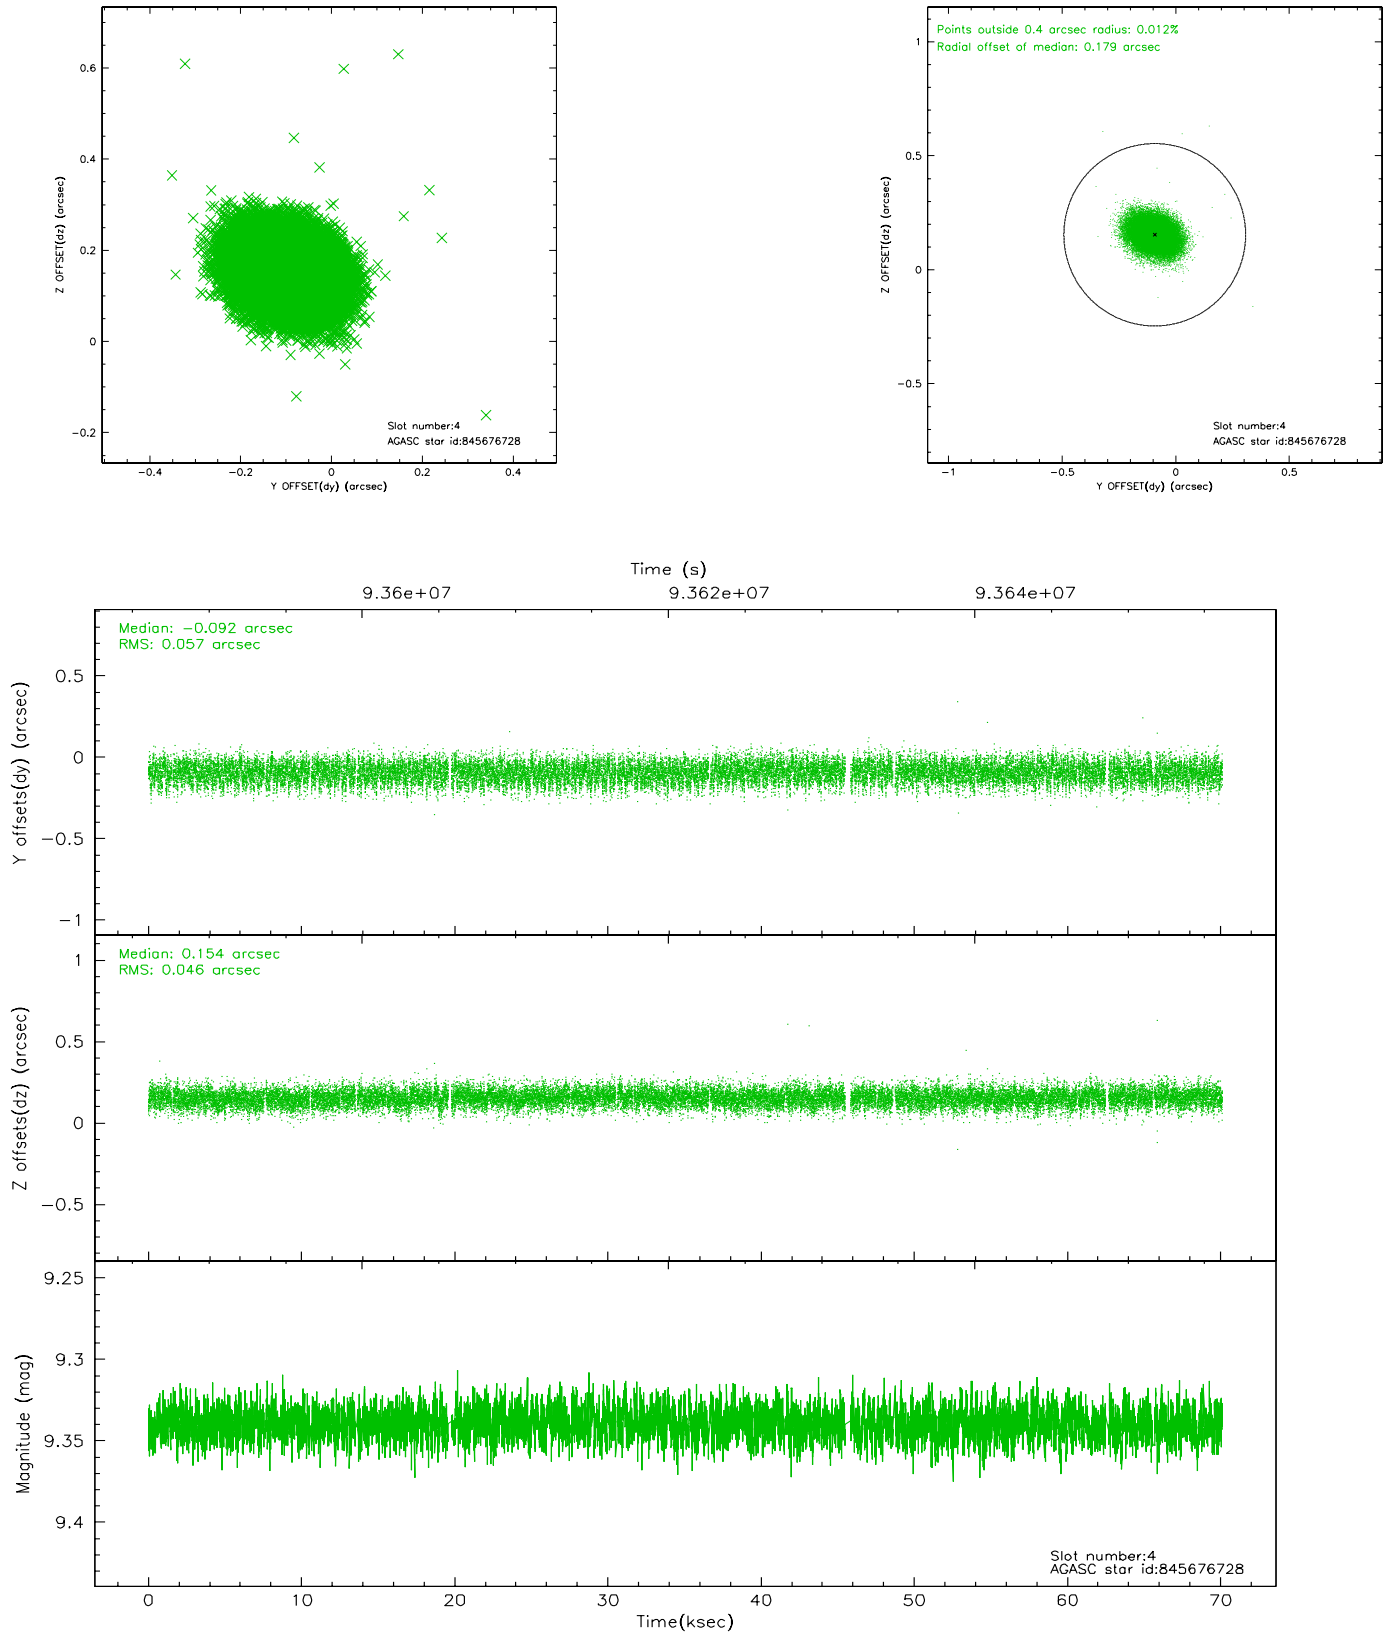 0.6
0.4
0.2
0
−0.2
Z OFFSET(dz) (arcsec)
−0.4
−0.2
0
0.2
0.4
Y OFFSET(dy) (arcsec)
Slot number:4
AGASC star id:845676728
Points outside 0.4 arcsec radius: 0.012%
Radial offset of median: 0.179 arcsec
1
0.5
0
−0.5
Z OFFSET(dz) (arcsec)
−1
−0.5
0
0.5
Y OFFSET(dy) (arcsec)
Slot number:4
AGASC star id:845676728
Time (s)
9.36e+07
9.362e+07
9.364e+07
Median: −0.092 arcsec
RMS: 0.057 arcsec
0.5
0
−0.5
−1
Y offsets(dy) (arcsec)
Median: 0.154 arcsec
RMS: 0.046 arcsec
1
0.5
0
−0.5
Z offsets(dz) (arcsec)
9.25
9.3
9.35
9.4
Magnitude (mag)
Slot number:4
AGASC star id:845676728
0
10
20
30
40
50
60
70
Time(ksec)